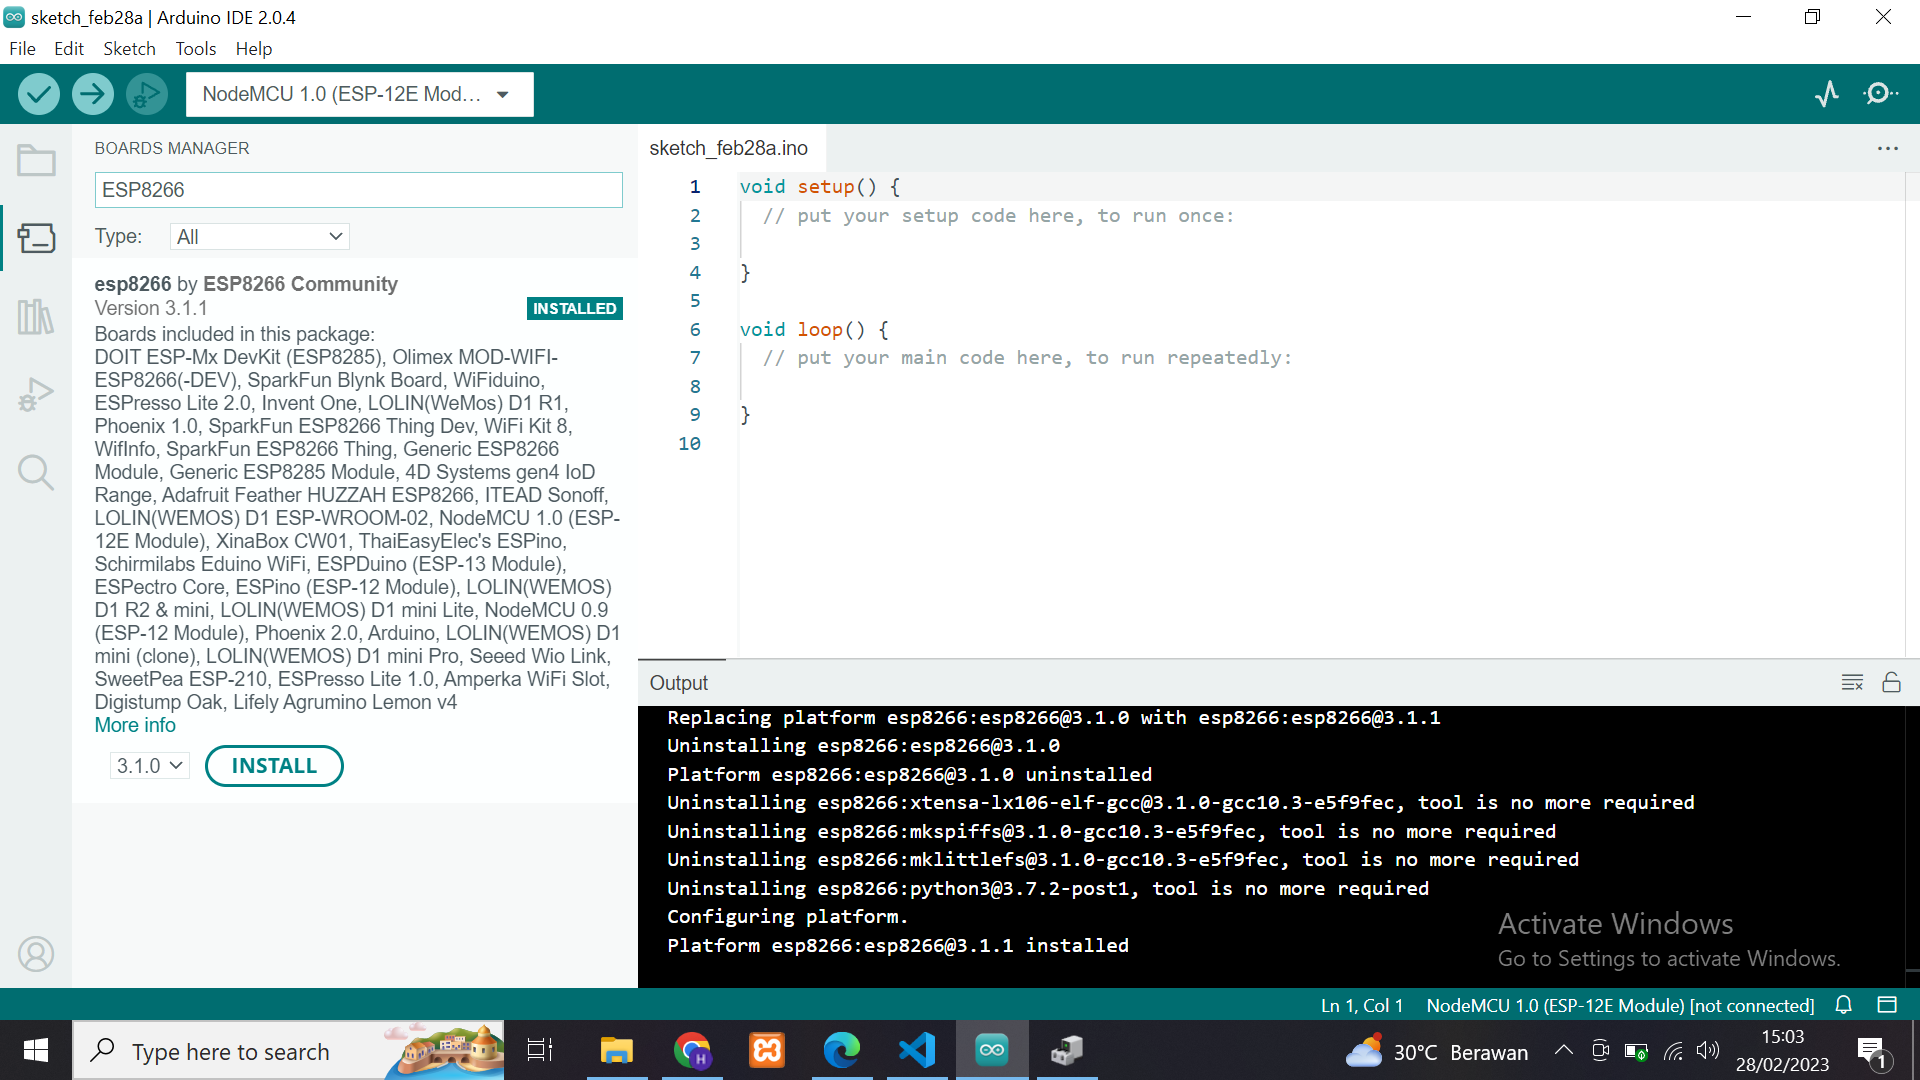 sketch_feb28a | Arduino IDE 2.0.4
File Edit Sketch Tools Help
NodeMCU 1.0 (ESP-12E Mod...
BOARDS MANAGER
ESP8266
Type: All
esp8266 by ESP8266 Community
Version 3.1.1
INSTALLED
Boards included in this package:
DOIT ESP-Mx DevKit (ESP8285), Olimex MOD-WIFI-
ESP8266(-DEV), SparkFun Blynk Board, WiFiduino,
ESPresso Lite 2.0, Invent One, LOLIN(WeMos) D1 R1,
Phoenix 1.0, SparkFun ESP8266 Thing Dev, WiFi Kit 8,
WifInfo, SparkFun ESP8266 Thing, Generic ESP8266
Module, Generic ESP8285 Module, 4D Systems gen4 IoD
Range, Adafruit Feather HUZZAH ESP8266, ITEAD Sonoff,
LOLIN(WEMOS) D1 ESP-WROOM-02, NodeMCU 1.0 (ESP-
12E Module), XinaBox CW01, ThaiEasyElec's ESPino,
Schirmilabs Eduino WiFi, ESPDuino (ESP-13 Module),
ESPectro Core, ESPino (ESP-12 Module), LOLIN(WEMOS)
D1 R2 & mini, LOLIN(WEMOS) D1 mini Lite, NodeMCU 0.9
(ESP-12 Module), Phoenix 2.0, Arduino, LOLIN(WEMOS) D1
mini (clone), LOLIN(WEMOS) D1 mini Pro, Seeed Wio Link,
SweetPea ESP-210, ESPresso Lite 1.0, Amperka WiFi Slot,
Digistump Oak, Lifely Agrumino Lemon v4
More info
3.1.0 INSTALL
sketch_feb28a.ino
1 void setup() {
2 // put your setup code here, to run once:
3
4 }
5
6 void loop() {
7 // put your main code here, to run repeatedly:
8
9 }
10
Output
Replacing platform esp8266:esp8266@3.1.0 with esp8266:esp8266@3.1.1
Uninstalling esp8266:esp8266@3.1.0
Platform esp8266:esp8266@3.1.0 uninstalled
Uninstalling esp8266:xtensa-lx106-elf-gcc@3.1.0-gcc10.3-e5f9fec, tool is no more required
Uninstalling esp8266:mkspiffs@3.1.0-gcc10.3-e5f9fec, tool is no more required
Uninstalling esp8266:mklittlefs@3.1.0-gcc10.3-e5f9fec, tool is no more required
Uninstalling esp8266:python3@3.7.2-post1, tool is no more required
Configuring platform.
Platform esp8266:esp8266@3.1.1 installed
Activate Windows
Go to Settings to activate Windows.
Ln 1, Col 1 NodeMCU 1.0 (ESP-12E Module) [not connected]
Type here to search
H
30°C Berawan
15:03
28/02/2023
1